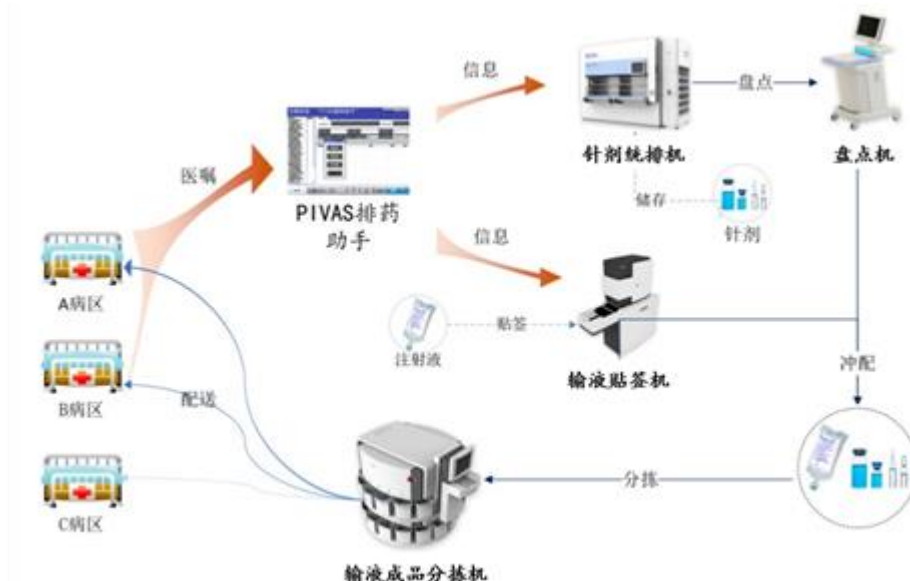 信息
盘点
针剂统排机
盘点机
医嘱
PIVAS排药
助手
储存
针剂
信息
A病区
贴签
注射液
输液贴签机
冲配
B病区
配送
分拣
C病区
输液成品分拣机